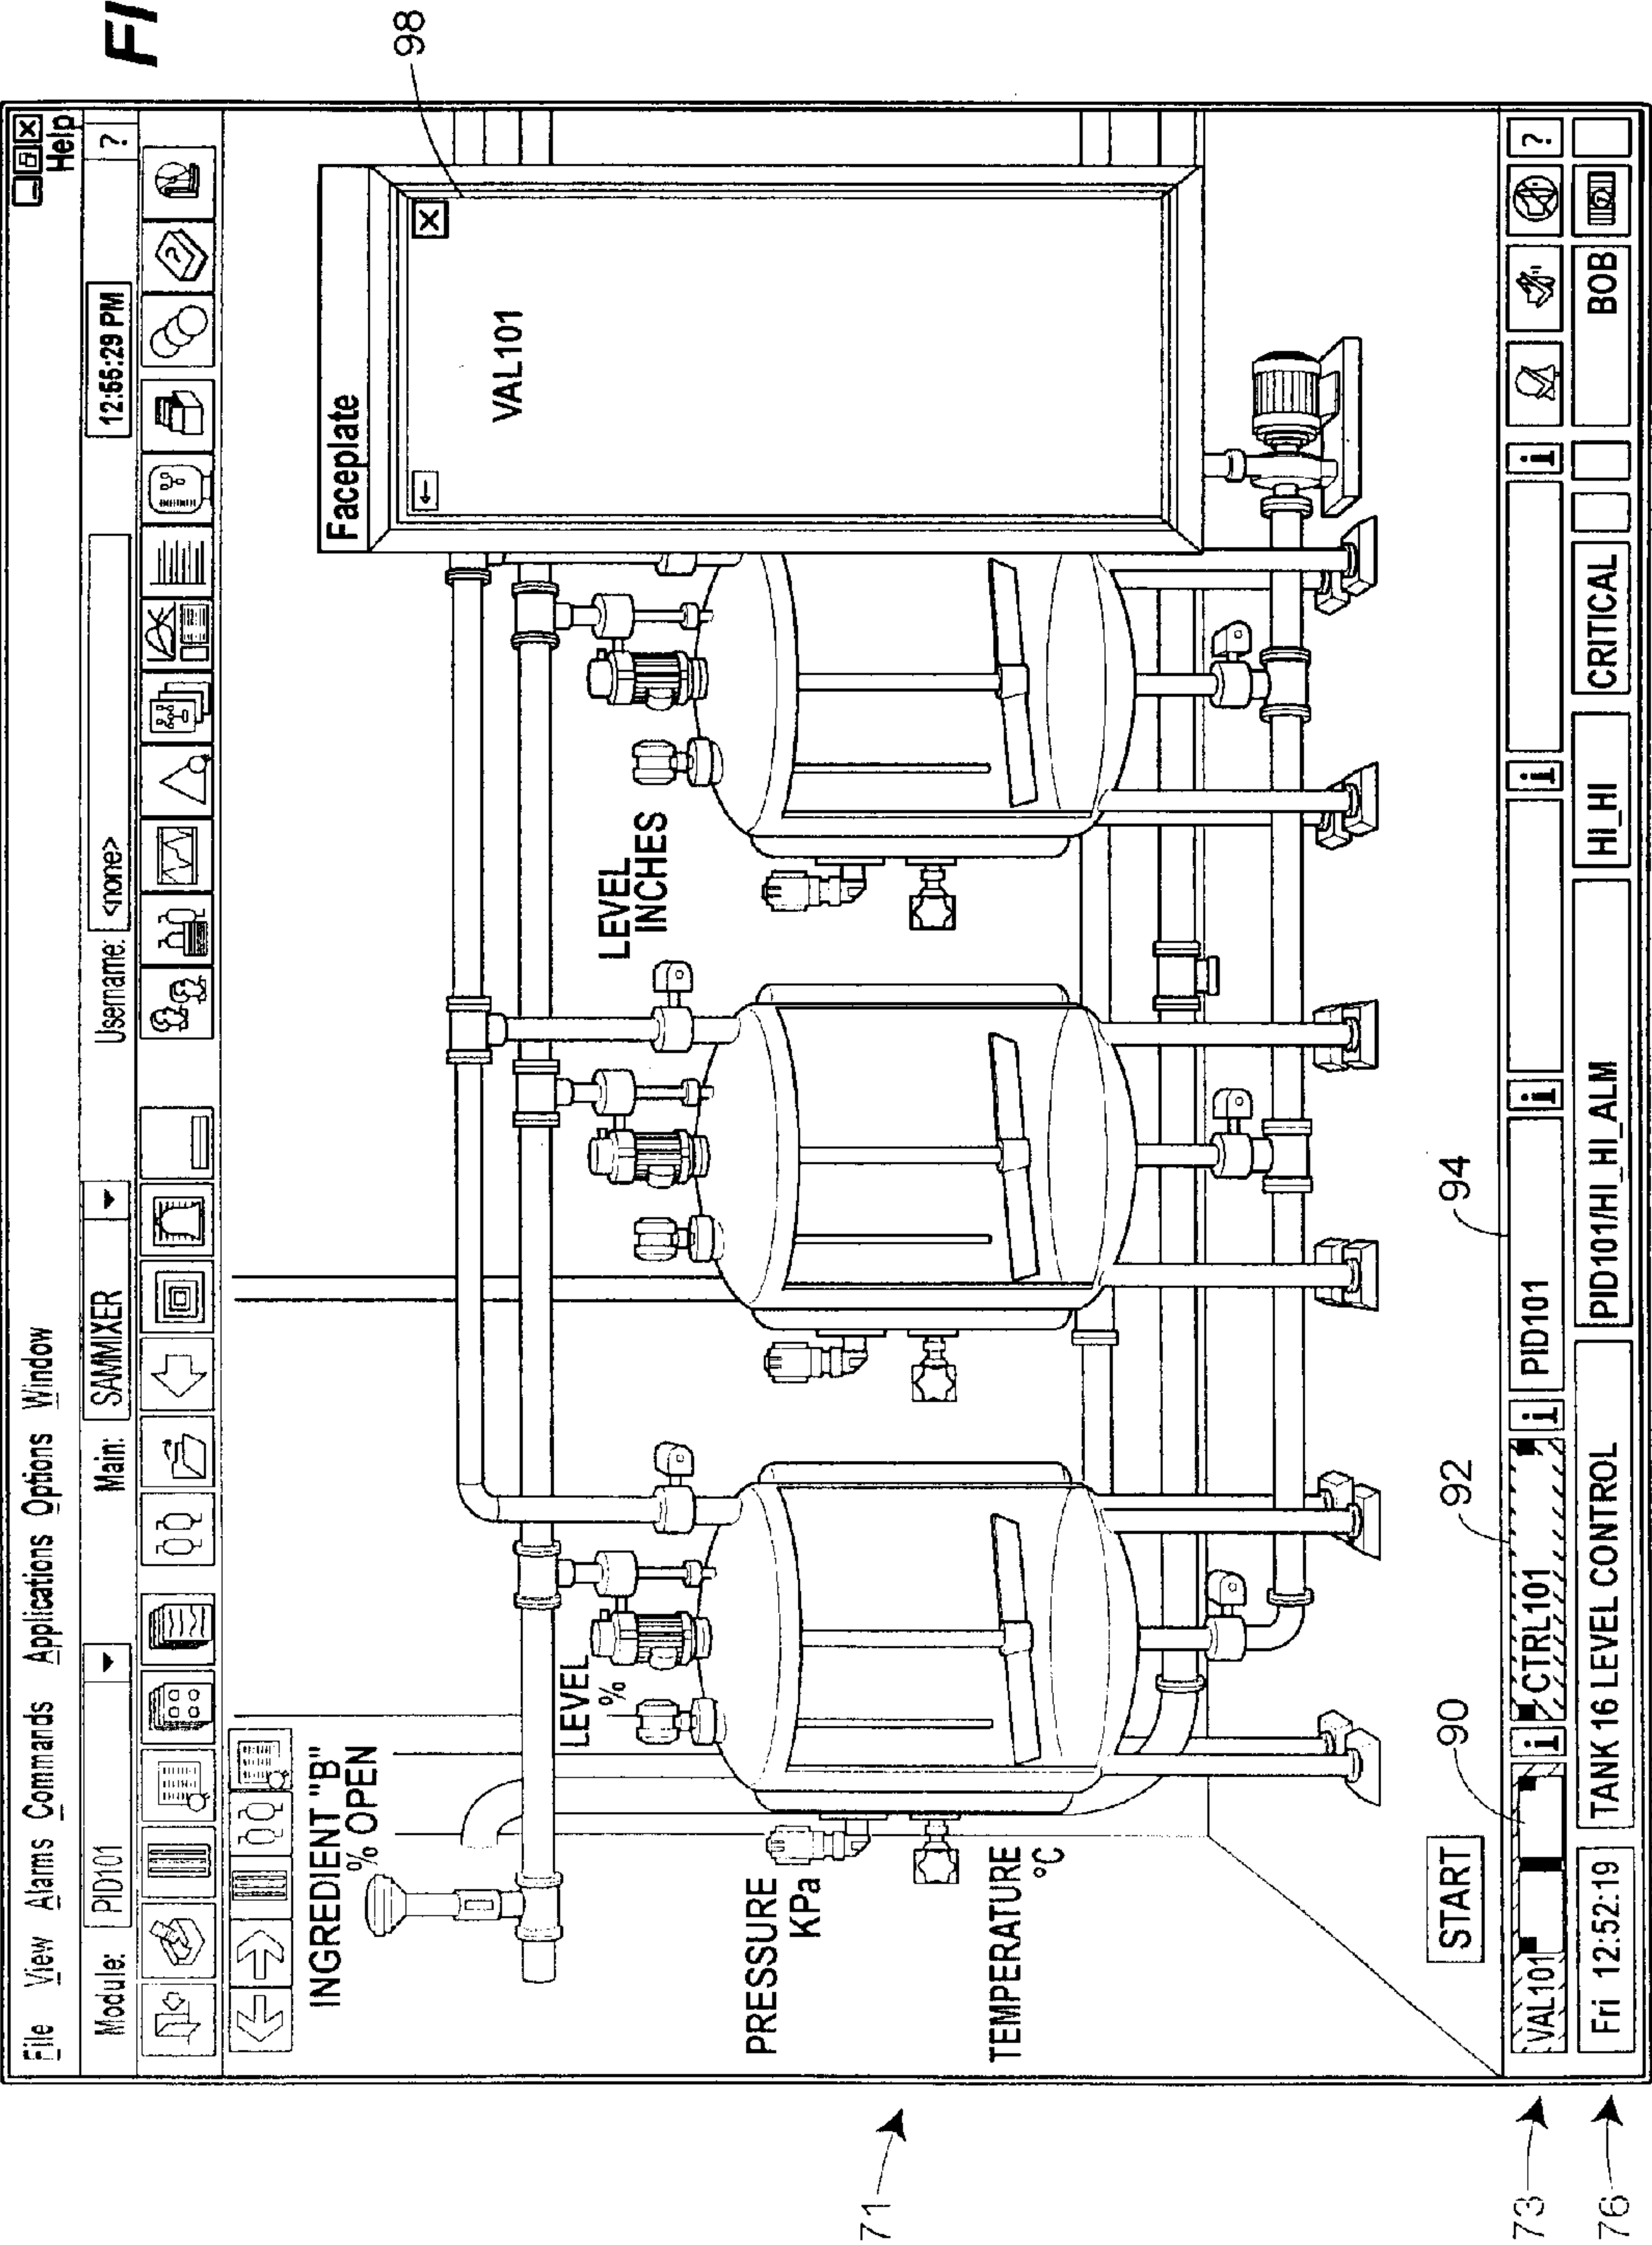 FI
Help
File View Alarms Commands Applications Options Window
Module: PID101 Main: SAMMIXER Username: <none> 12:55:29 PM ?
INGREDIENT "B"
% OPEN
LEVEL
%
LEVEL
INCHES
Faceplate
VAL101
98
PRESSURE
KPa
TEMPERATURE
°C
71
START
90
92
94
73
VAL101 i CTRL101 i PID101 i i i ?
76
Fri 12:52:19 TANK 16 LEVEL CONTROL PID101/HI_HI_ALM HI_HI CRITICAL BOB